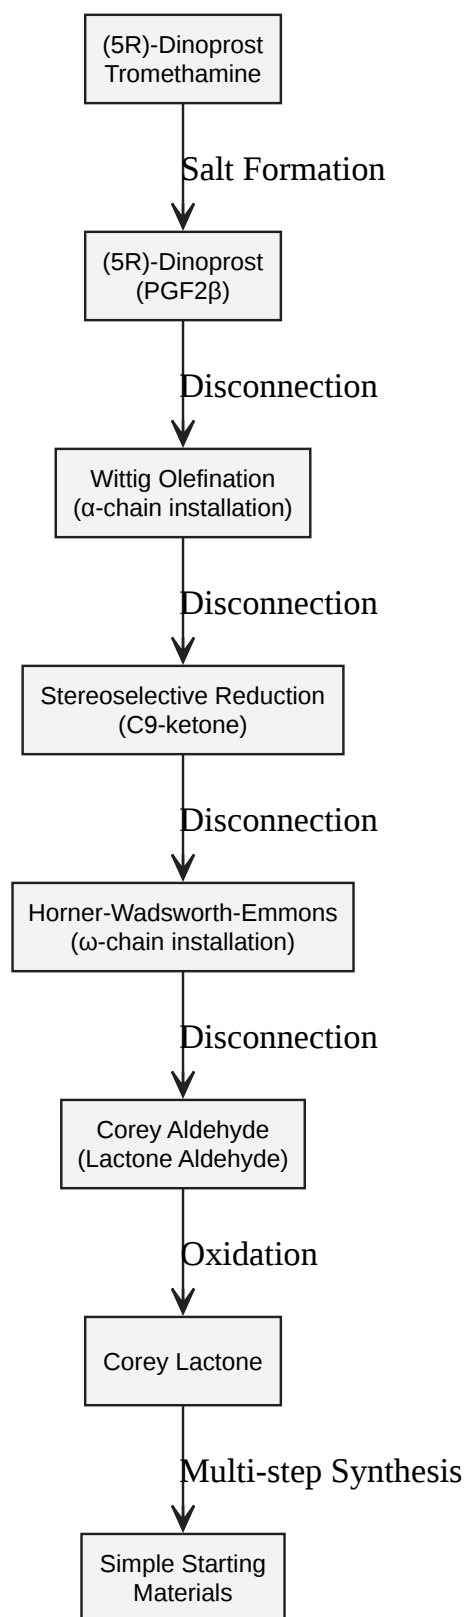 (5R)-Dinoprost
Tromethamine
Salt Formation
(5R)-Dinoprost
(PGF2β)
Disconnection
Wittig Olefination
(α-chain installation)
Disconnection
Stereoselective Reduction
(C9-ketone)
Disconnection
Horner-Wadsworth-Emmons
(ω-chain installation)
Disconnection
Corey Aldehyde
(Lactone Aldehyde)
Oxidation
Corey Lactone
Multi-step Synthesis
Simple Starting
Materials